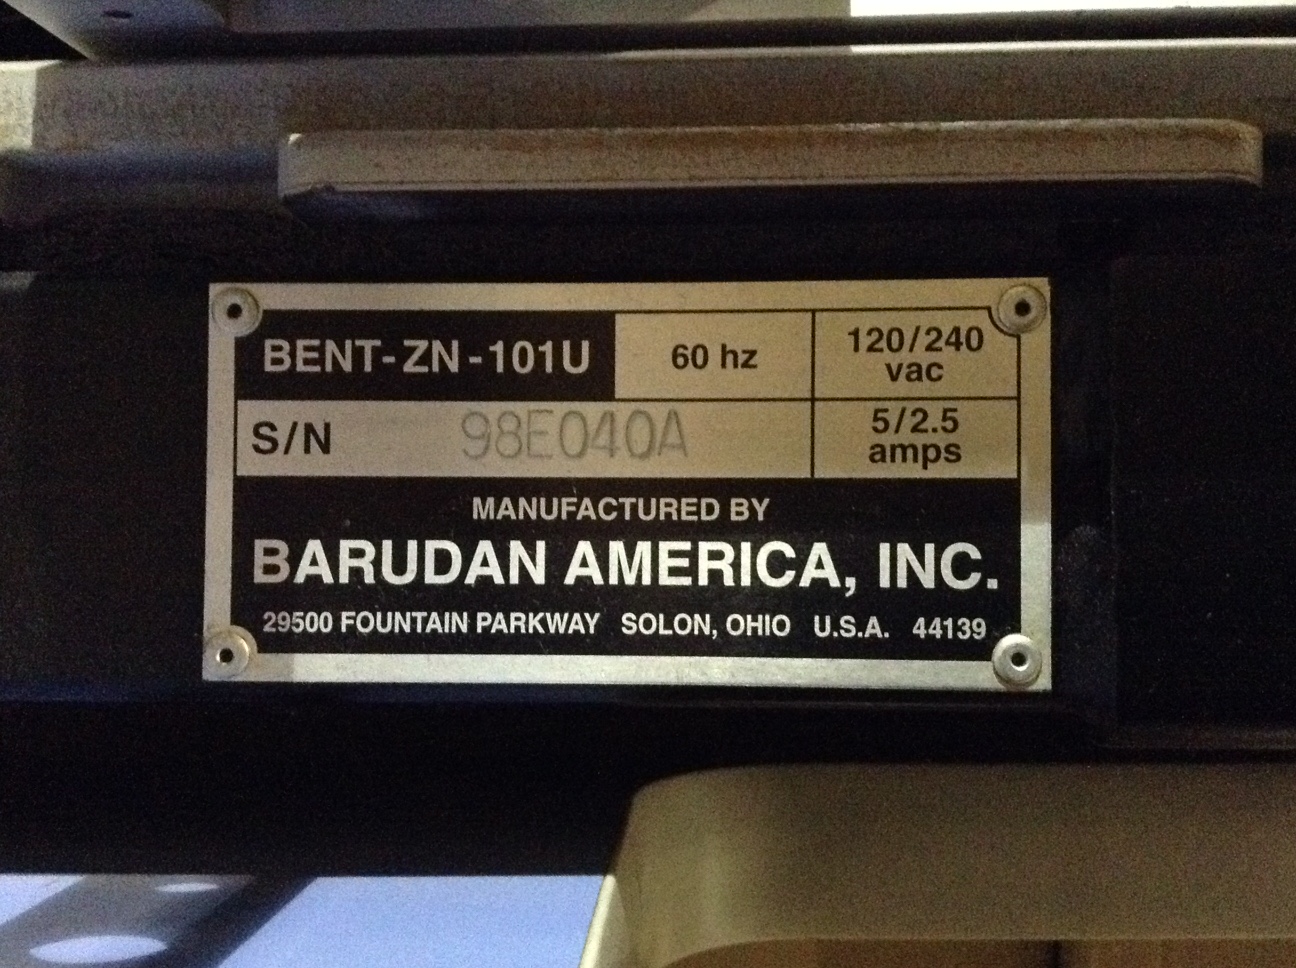 BENT-ZN-101U 60 hz 120/240 vac
S/N 98E040A 5/2.5 amps
MANUFACTURED BY
BARUDAN AMERICA, INC.
29500 FOUNTAIN PARKWAY SOLON, OHIO U.S.A. 44139